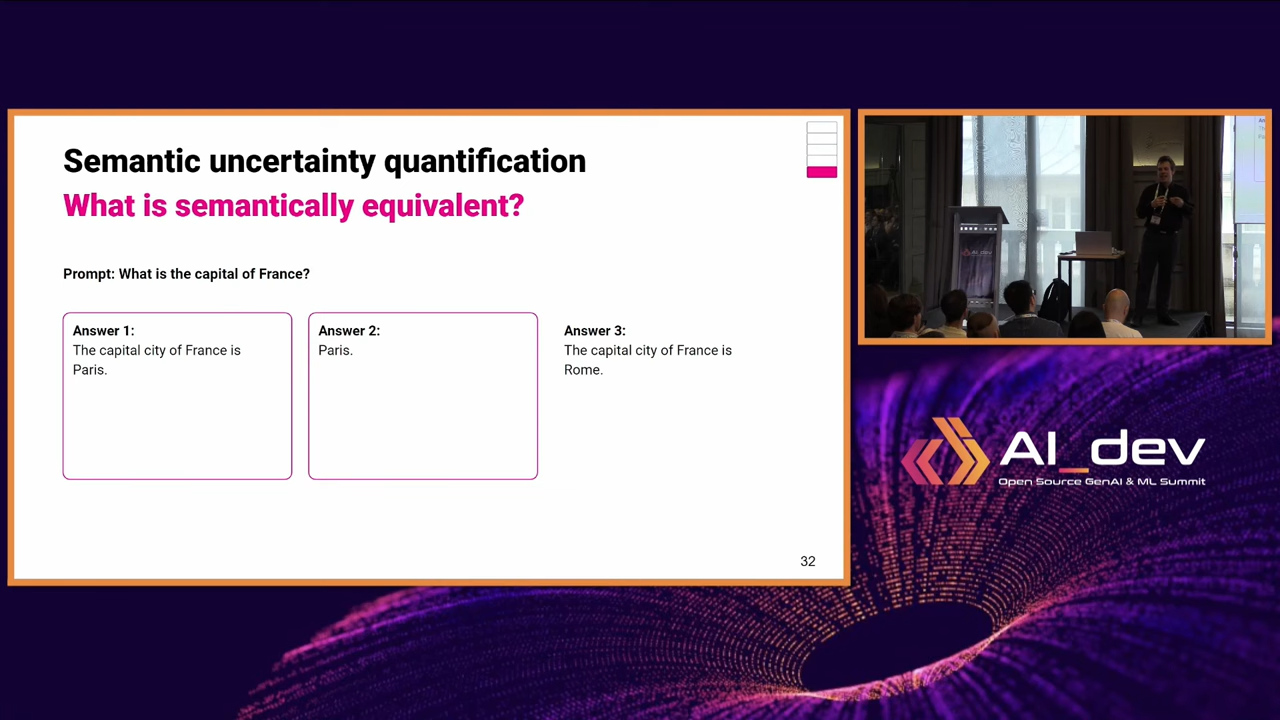 Semantic uncertainty quantification
What is semantically equivalent?
Prompt: What is the capital of France?
Answer 1:
The capital city of France is
Paris.
Answer 2:
Paris.
Answer 3:
The capital city of France is
Rome.
32
AI_dev
Open Source GenAI & ML Summit